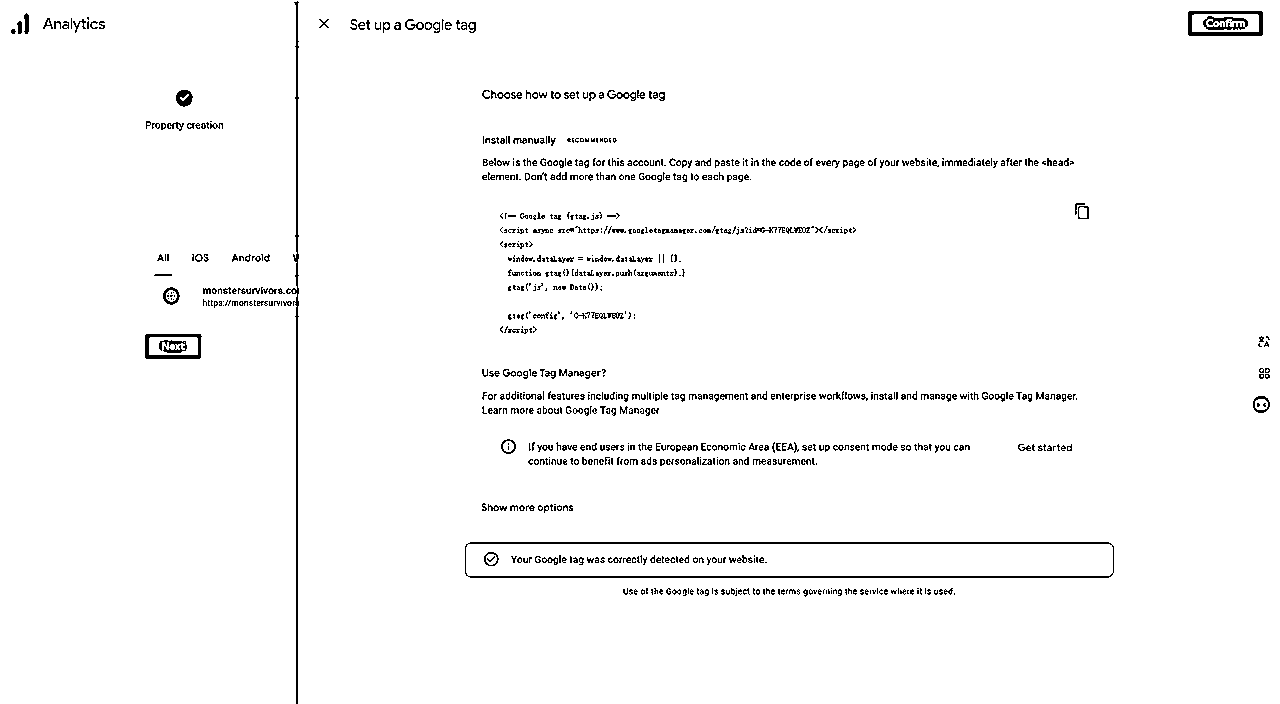 Analytics
Set up a Google tag
Confirm
Property creation
All iOS Android
monstersurvivors.co
https://monstersurvivors
Next
Choose how to set up a Google tag
Install manually RECOMMENDED
Below is the Google tag for this account. Copy and paste it in the code of every page of your website, immediately after the <head>
element. Don't add more than one Google tag to each page.
<!-- Google tag (gtag.js) -->
<script async src="https://www.googletagmanager.com/gtag/js?id=G-K77EQLWEOZ"></script>
<script>
window.dataLayer = window.dataLayer || [];
function gtag(){dataLayer.push(arguments);}
gtag('js', new Date());
gtag('config', 'G-K77EQLWEOZ');
</script>
Use Google Tag Manager?
For additional features including multiple tag management and enterprise workflows, install and manage with Google Tag Manager.
Learn more about Google Tag Manager
If you have end users in the European Economic Area (EEA), set up consent mode so that you can
continue to benefit from ads personalization and measurement.
Get started
Show more options
Your Google tag was correctly detected on your website.
Use of the Google tag is subject to the terms governing the service where it is used.